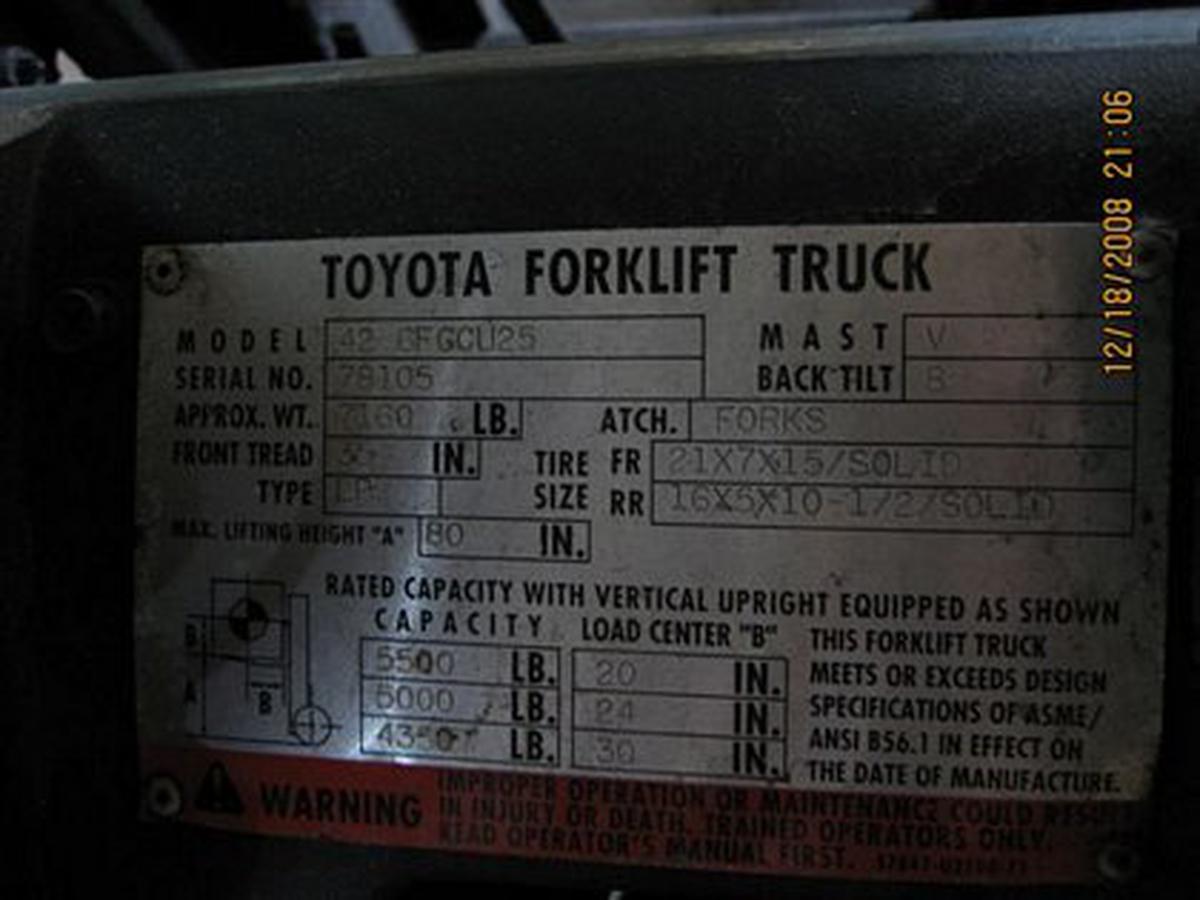 12/18/2008 21:06
TOYOTA FORKLIFT TRUCK
MODEL 42 6FGCU25 MAST V
SERIAL NO. 78105 BACK TILT
APPROX. WT. 7160 LB. ATCH. FORKS
FRONT TREAD IN. TIRE SIZE FR 21X7X15/SOLID
TYPE RR 16X5X10-1/2/SOLID
MAX. LIFTING HEIGHT "A" 80 IN.
RATED CAPACITY WITH VERTICAL UPRIGHT EQUIPPED AS SHOWN
CAPACITY LOAD CENTER "B"
5500 LB. 20 IN.
5000 LB. 24 IN.
4350 LB. 30 IN.
B
A
B
THIS FORKLIFT TRUCK
MEETS OR EXCEEDS DESIGN
SPECIFICATIONS OF ASME/
ANSI B56.1 IN EFFECT ON
THE DATE OF MANUFACTURE.
WARNING
IMPROPER OPERATION OR MAINTENANCE COULD RESULT
IN INJURY OR DEATH. TRAINED OPERATORS ONLY.
READ OPERATOR'S MANUAL FIRST.